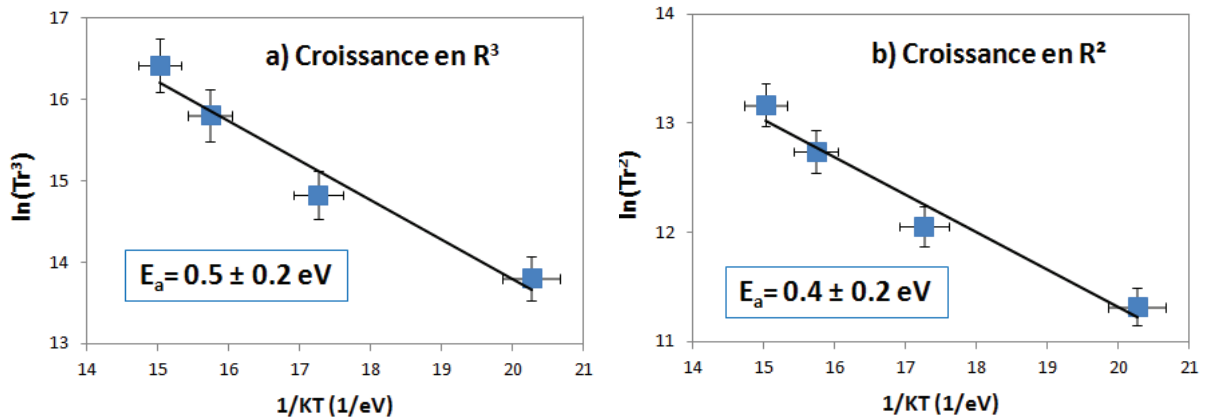 a) Croissance en R³
ln(Tr³)
17
16
15
14
13
14 15 16 17 18 19 20 21
1/KT (1/eV)
Eₐ= 0.5 ± 0.2 eV
b) Croissance en R²
ln(Tr²)
14
13
12
11
14 15 16 17 18 19 20 21
1/KT (1/eV)
Eₐ= 0.4 ± 0.2 eV